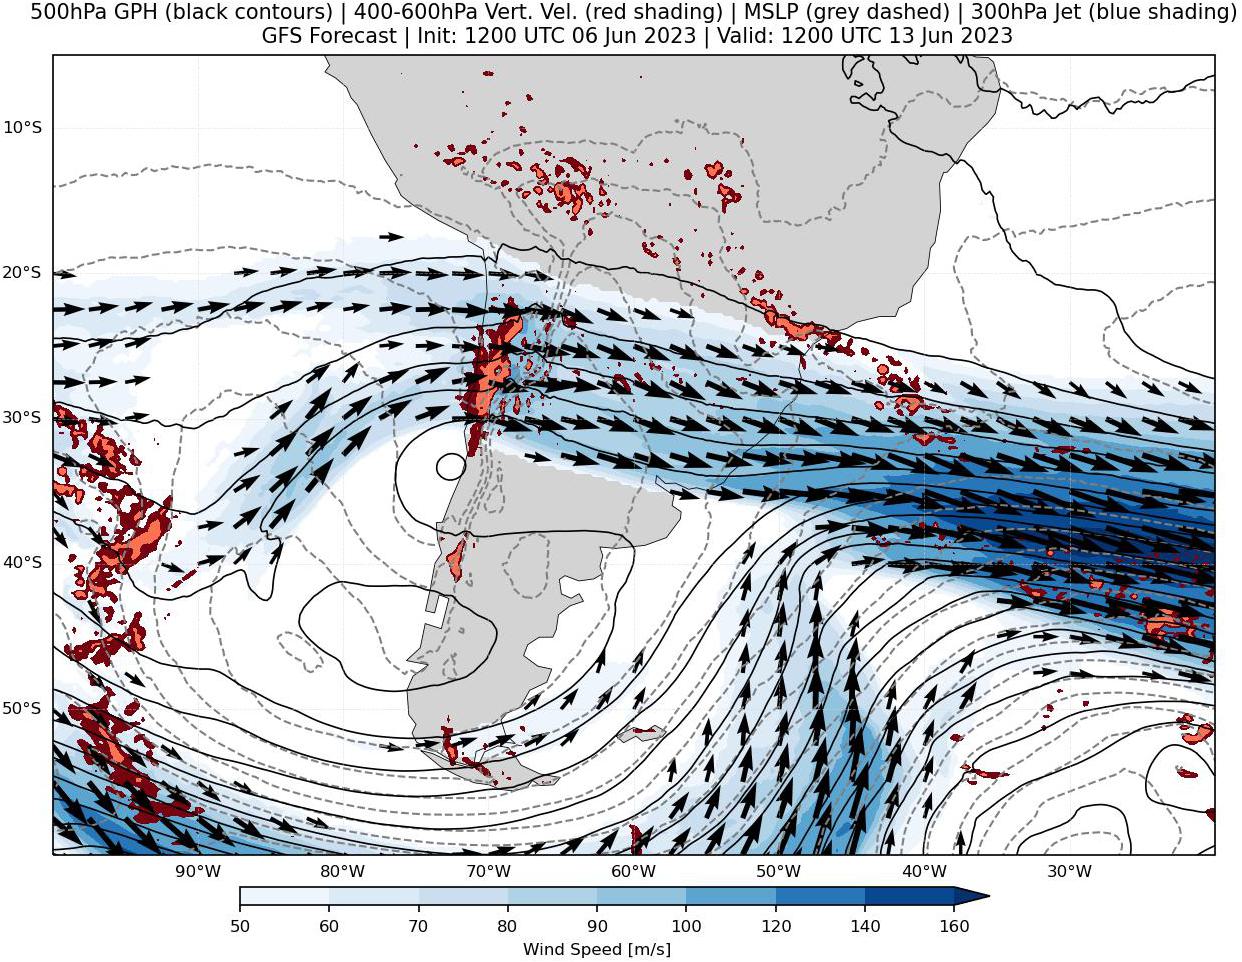 500hPa GPH (black contours) | 400-600hPa Vert. Vel. (red shading) | MSLP (grey dashed) | 300hPa Jet (blue shading)
GFS Forecast | Init: 1200 UTC 06 Jun 2023 | Valid: 1200 UTC 13 Jun 2023
10°S
20°S
30°S
40°S
50°S
90°W 80°W 70°W 60°W 50°W 40°W 30°W
50 60 70 80 90 100 120 140 160
Wind Speed [m/s]